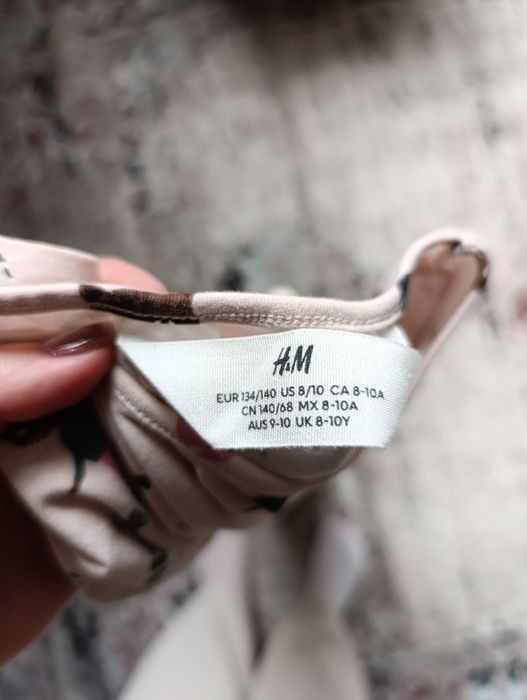 H&M
EUR 134/140 US 8/10 CA 8-10A
CN 140/68 MX 8-10A
AUS 9-10 UK 8-10Y